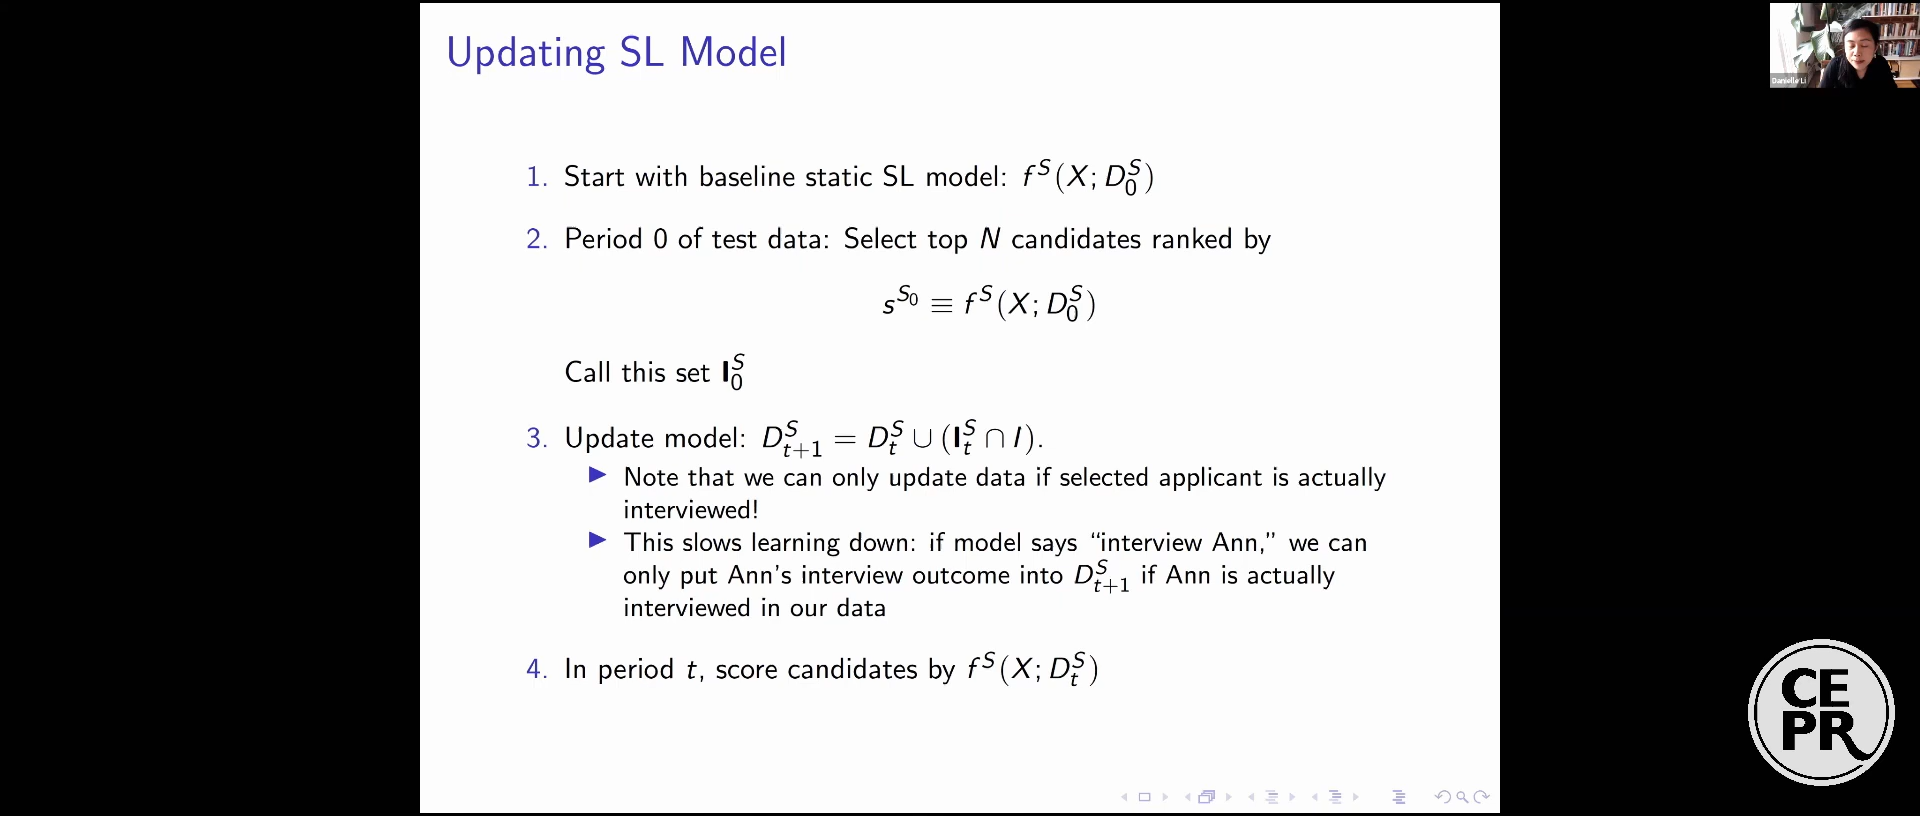 Updating SL Model
1. Start with baseline static SL model: f^S(X; D_0^S)
2. Period 0 of test data: Select top N candidates ranked by
s^{S_0} ≡ f^S(X; D_0^S)
Call this set I_0^S
3. Update model: D_{t+1}^S = D_t^S ∪ (I_t^S ∩ I).
▶ Note that we can only update data if selected applicant is actually
interviewed!
▶ This slows learning down: if model says “interview Ann,” we can
only put Ann's interview outcome into D_{t+1}^S if Ann is actually
interviewed in our data
4. In period t, score candidates by f^S(X; D_t^S)
Danielle Li
CE
PR